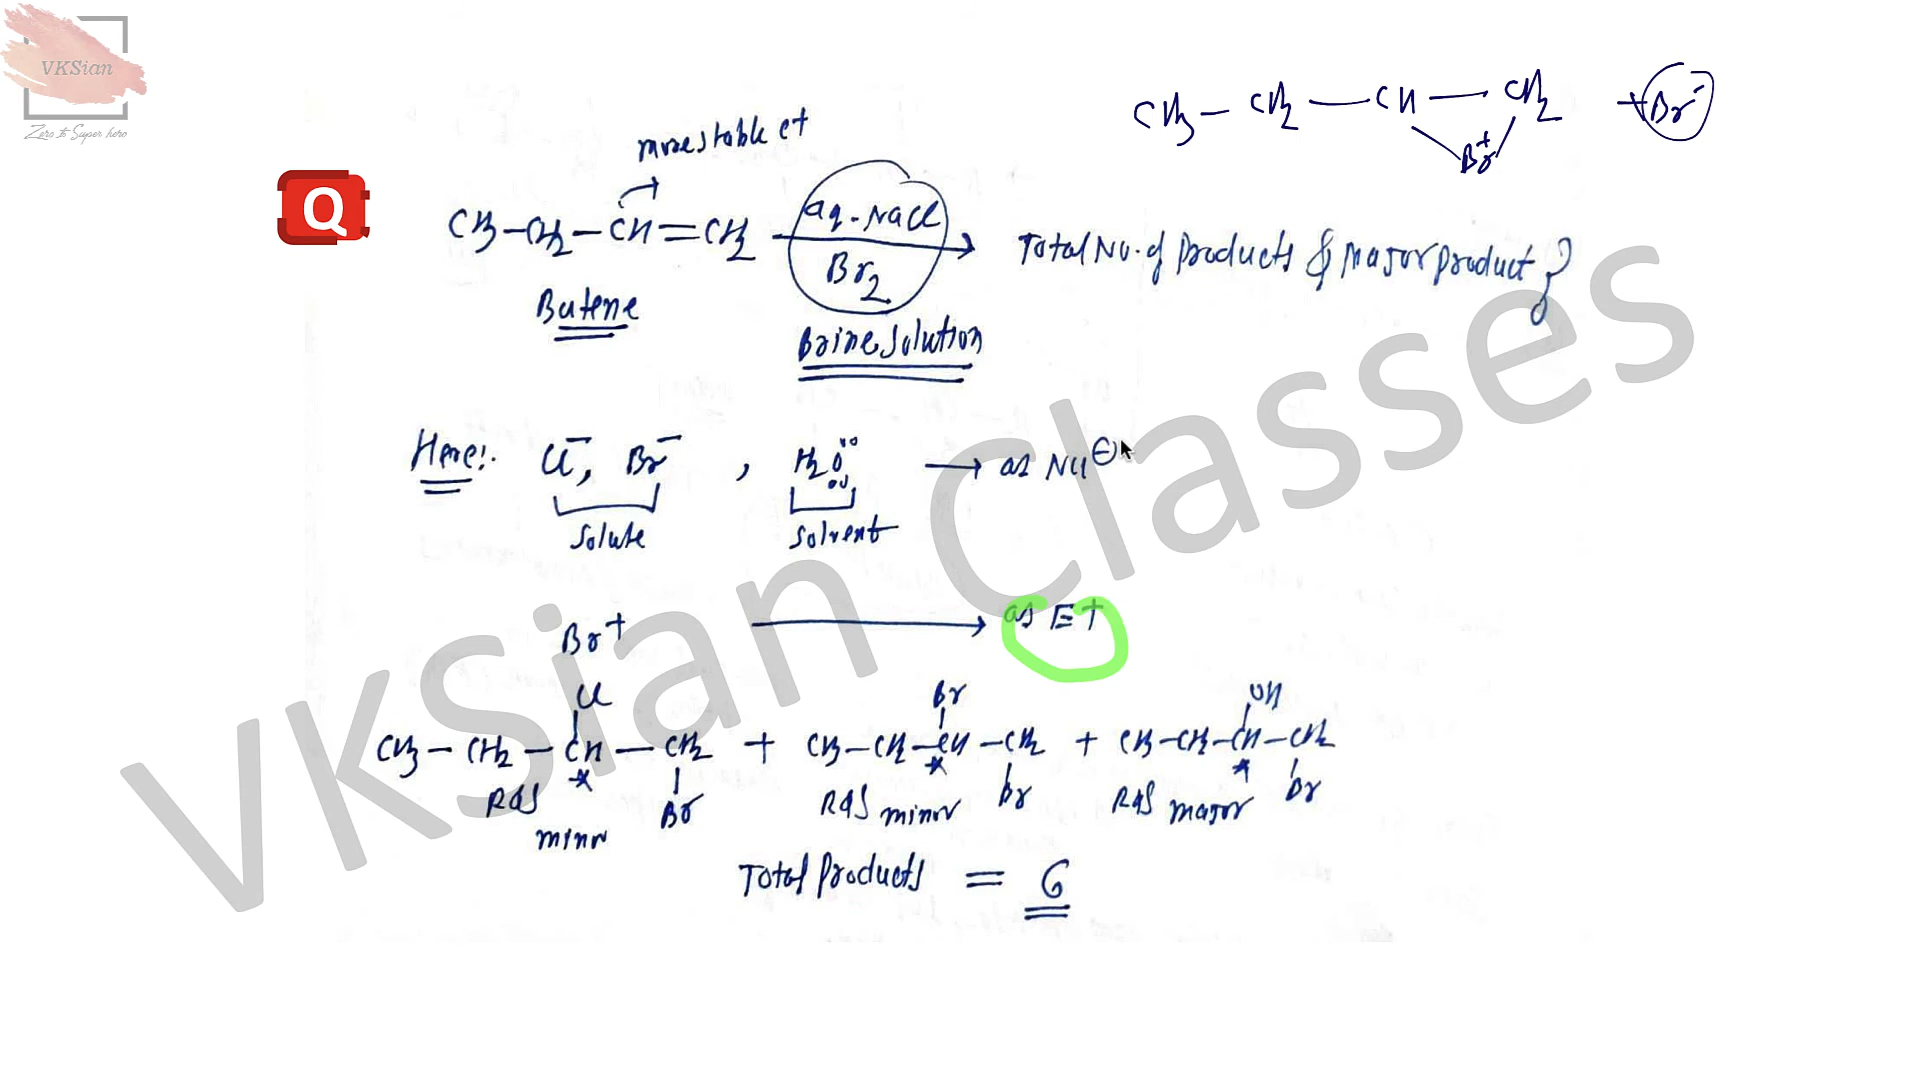 VKSian
Zero to Super hero
CH3 – CH2 — CH — CH2 + Br-
Br+
more stable c+
Q
CH3–CH2–CH=CH2 aq-NaCl Total No. of products & major product?
Br2
Butene
Brine solution
Here:. Cl-, Br- , H2O → as Nu⊖
solute solvent
Br+ → as E+
Cl Br OH
CH3 – CH2 – CH – CH2 + CH3–CH2–CH–CH2 + CH3–CH2–CH–CH2
* * *
R&S Br R&S minor Br R&S major Br
minor
Total products = 6
VKSian Classes